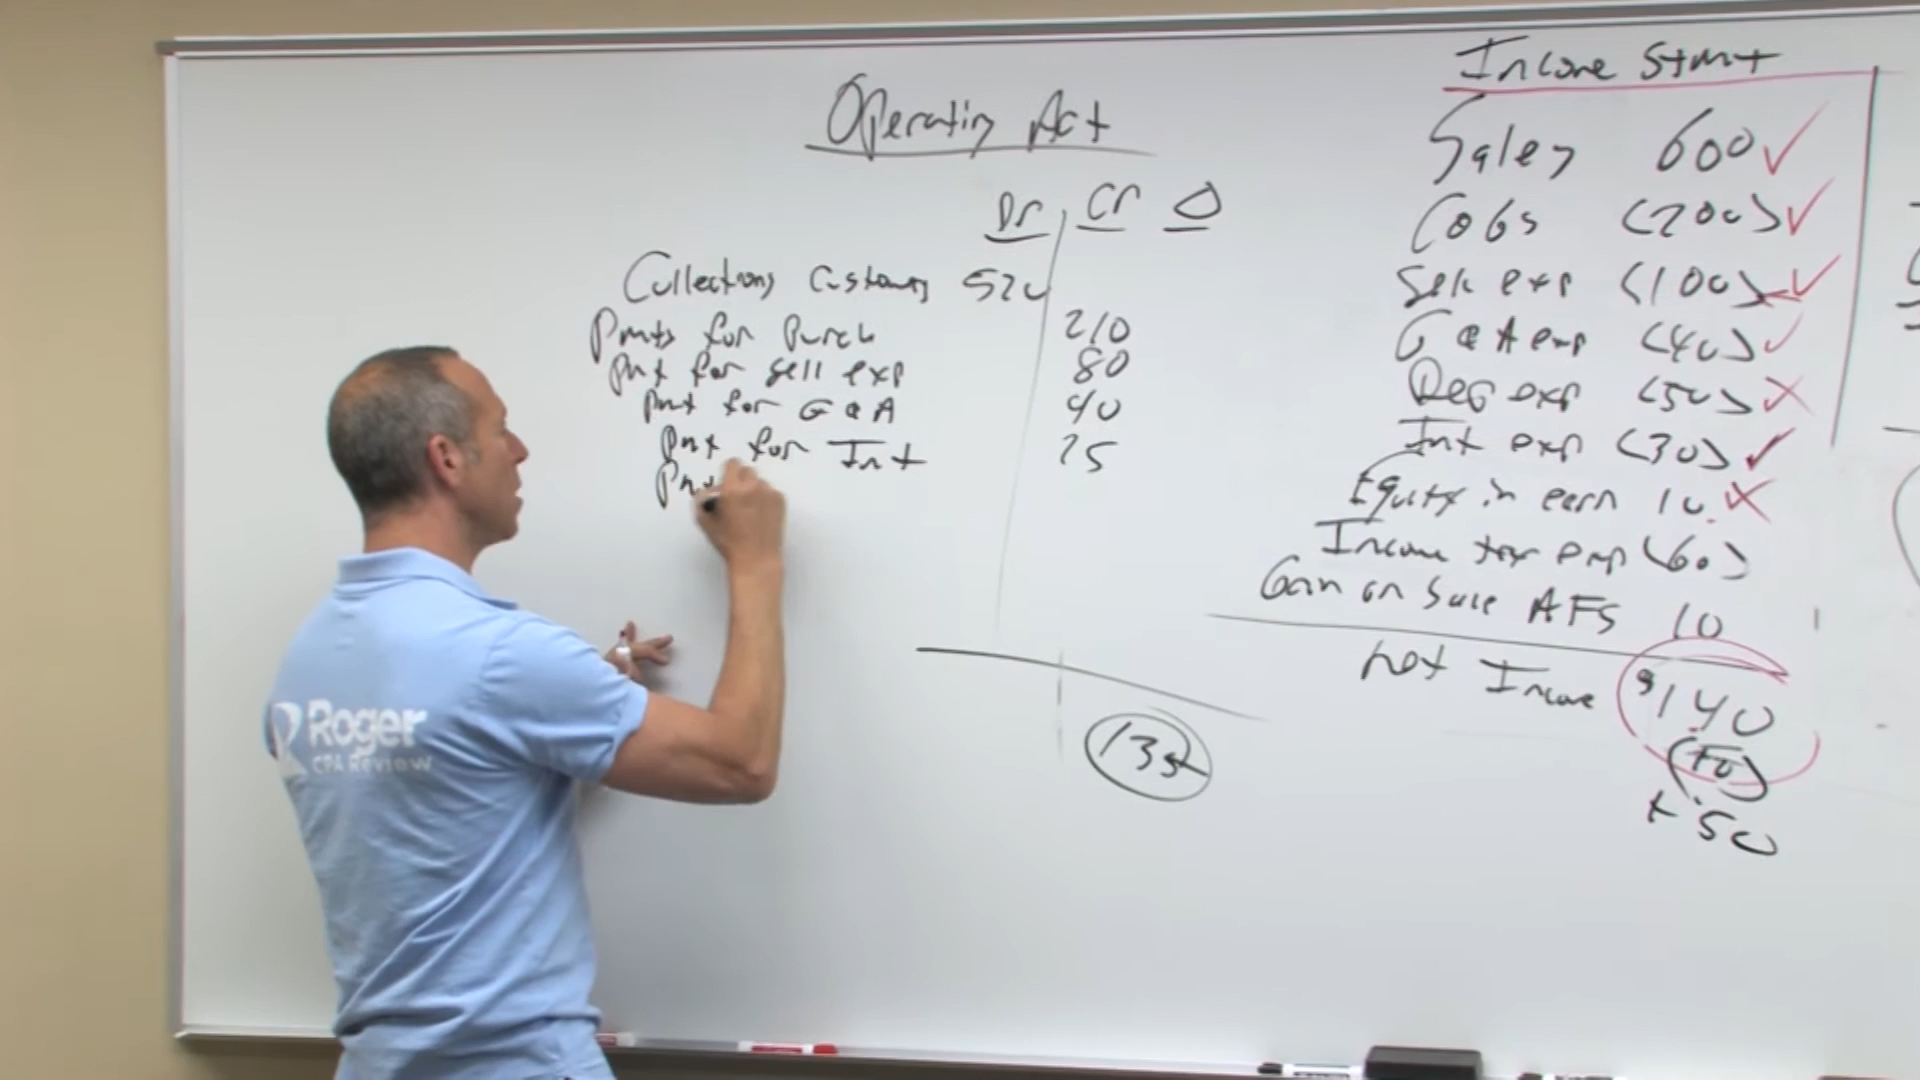 Operating Act
Dr Cr Δ
Collections Customers 520
Pmts for Purch 210
Pmt for sell exp 80
Pmt for G & A 40
Pmt for Int 25
Pmt
135
Income Stmt
Sales 600 ✓
COGS <200> ✓
Sell exp <100> ✓
G & A exp <40> ✓
Dep exp <50> X
Int exp <30> ✓
Equity in earn 10 X
Income tax exp <60>
Gain on Sale AFS 10
net Income $140
+ 50
Roger
CPA Review